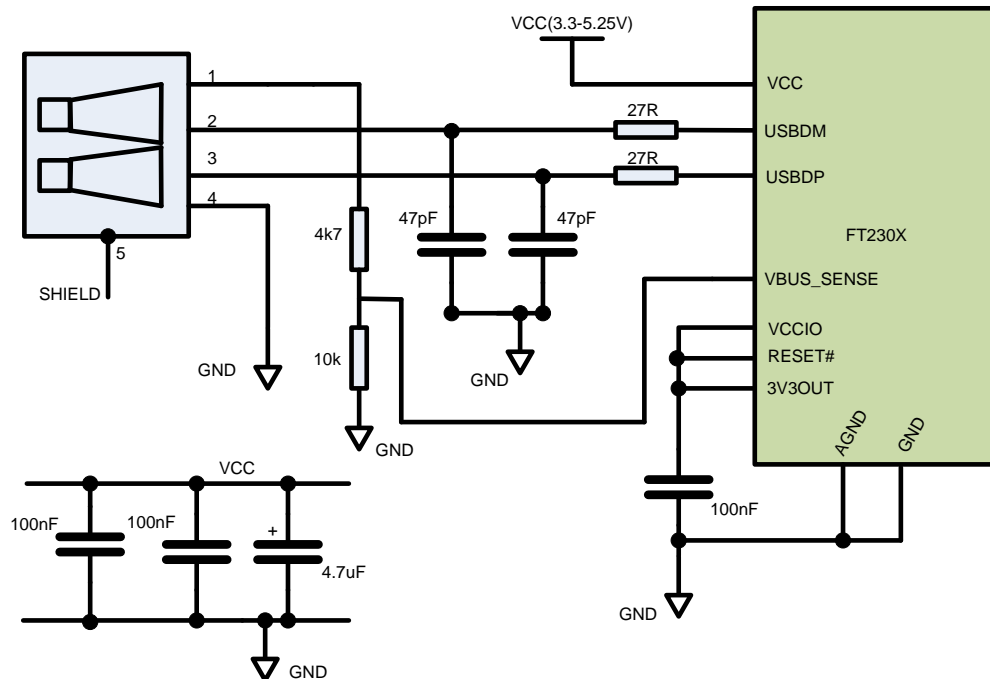 VCC(3.3-5.25V)
1
VCC
27R
2
USBDM
27R
3
USBDP
4
47pF
47pF
4k7
FT230X
5
SHIELD
VBUS_SENSE
VCCIO
10k
RESET#
GND
GND
3V3OUT
GND
AGND
GND
VCC
100nF
100nF
100nF
+
4.7uF
GND
GND